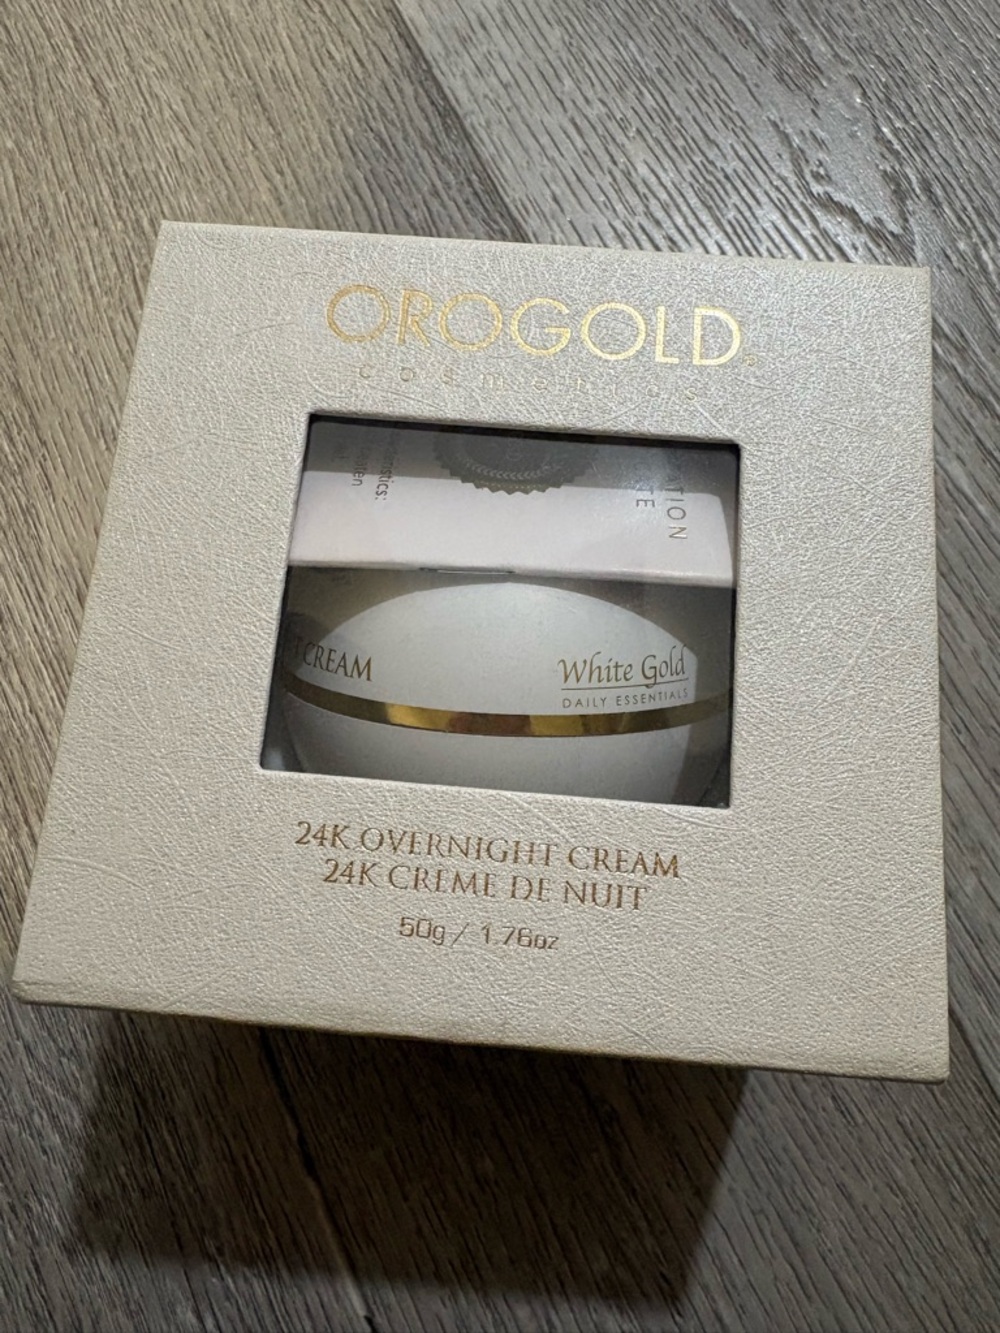 OROGOLD®
cosmetics
CREAM
White Gold
DAILY ESSENTIALS
24K OVERNIGHT CREAM
24K CREME DE NUIT
50g / 1.76oz